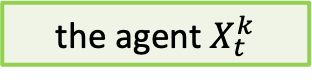 the agent $X_t^k$